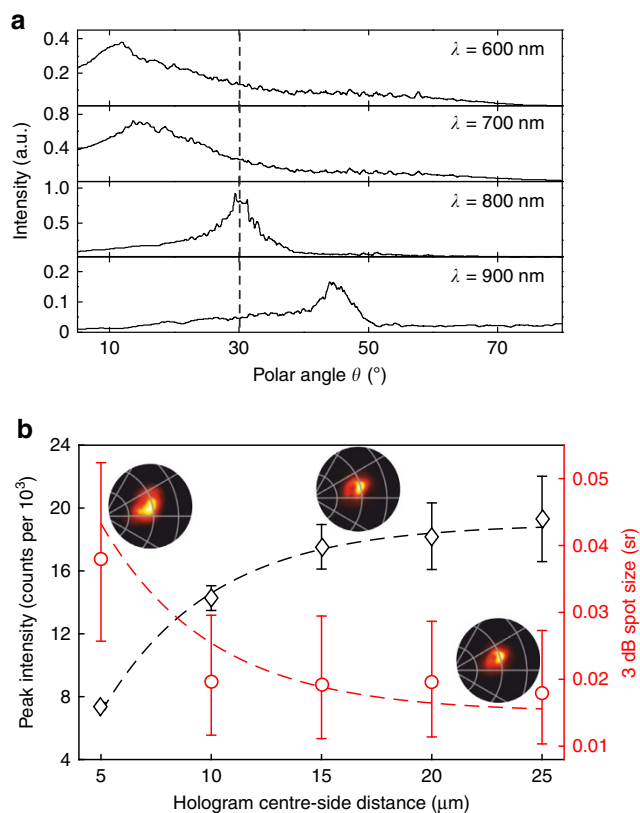 a
0.4
0.2
0
λ = 600 nm
0.8
0.4
λ = 700 nm
1.0
0.5
0
λ = 800 nm
0.2
0.1
0
λ = 900 nm
Intensity (a.u.)
10 30 50 70
Polar angle θ (°)
b
24
20
16
12
8
4
Peak intensity (counts per 10³)
0.05
0.04
0.03
0.02
0.01
3 dB spot size (sr)
5 10 15 20 25
Hologram centre-side distance (μm)